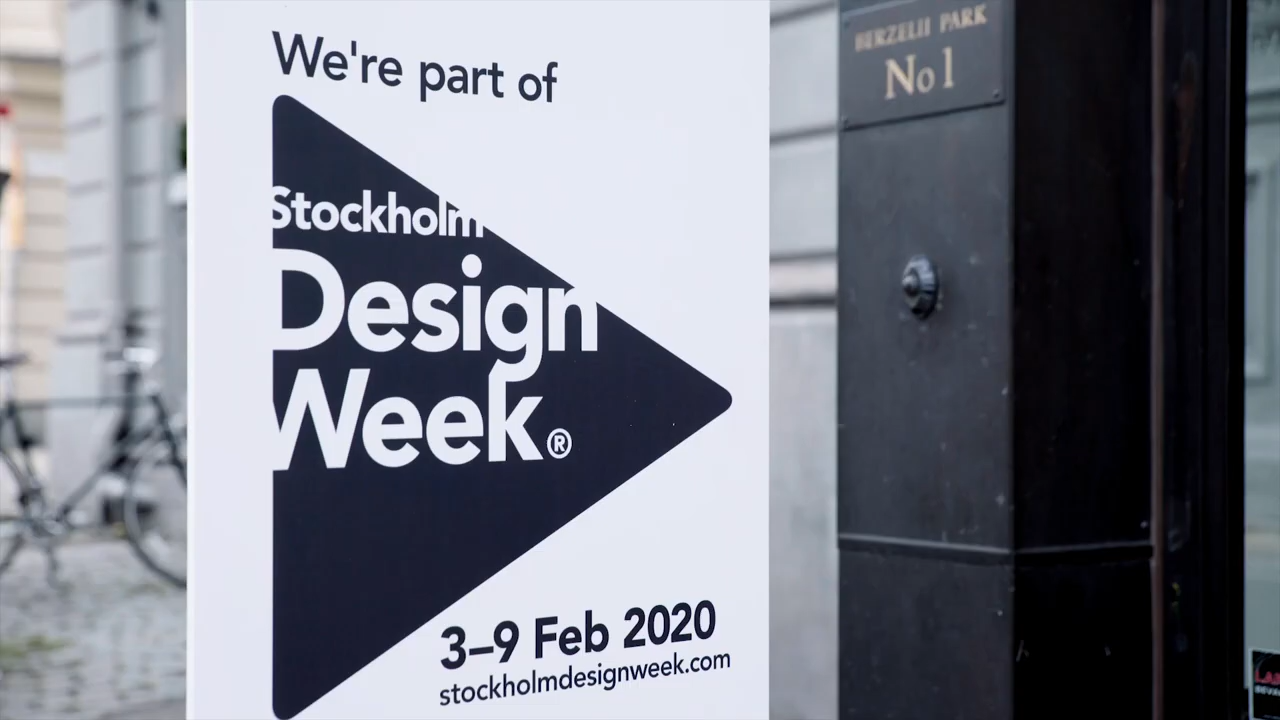 We're part of
Stockholm
Design
Week®
3–9 Feb 2020
stockholmdesignweek.com
BERZELII PARK
No 1